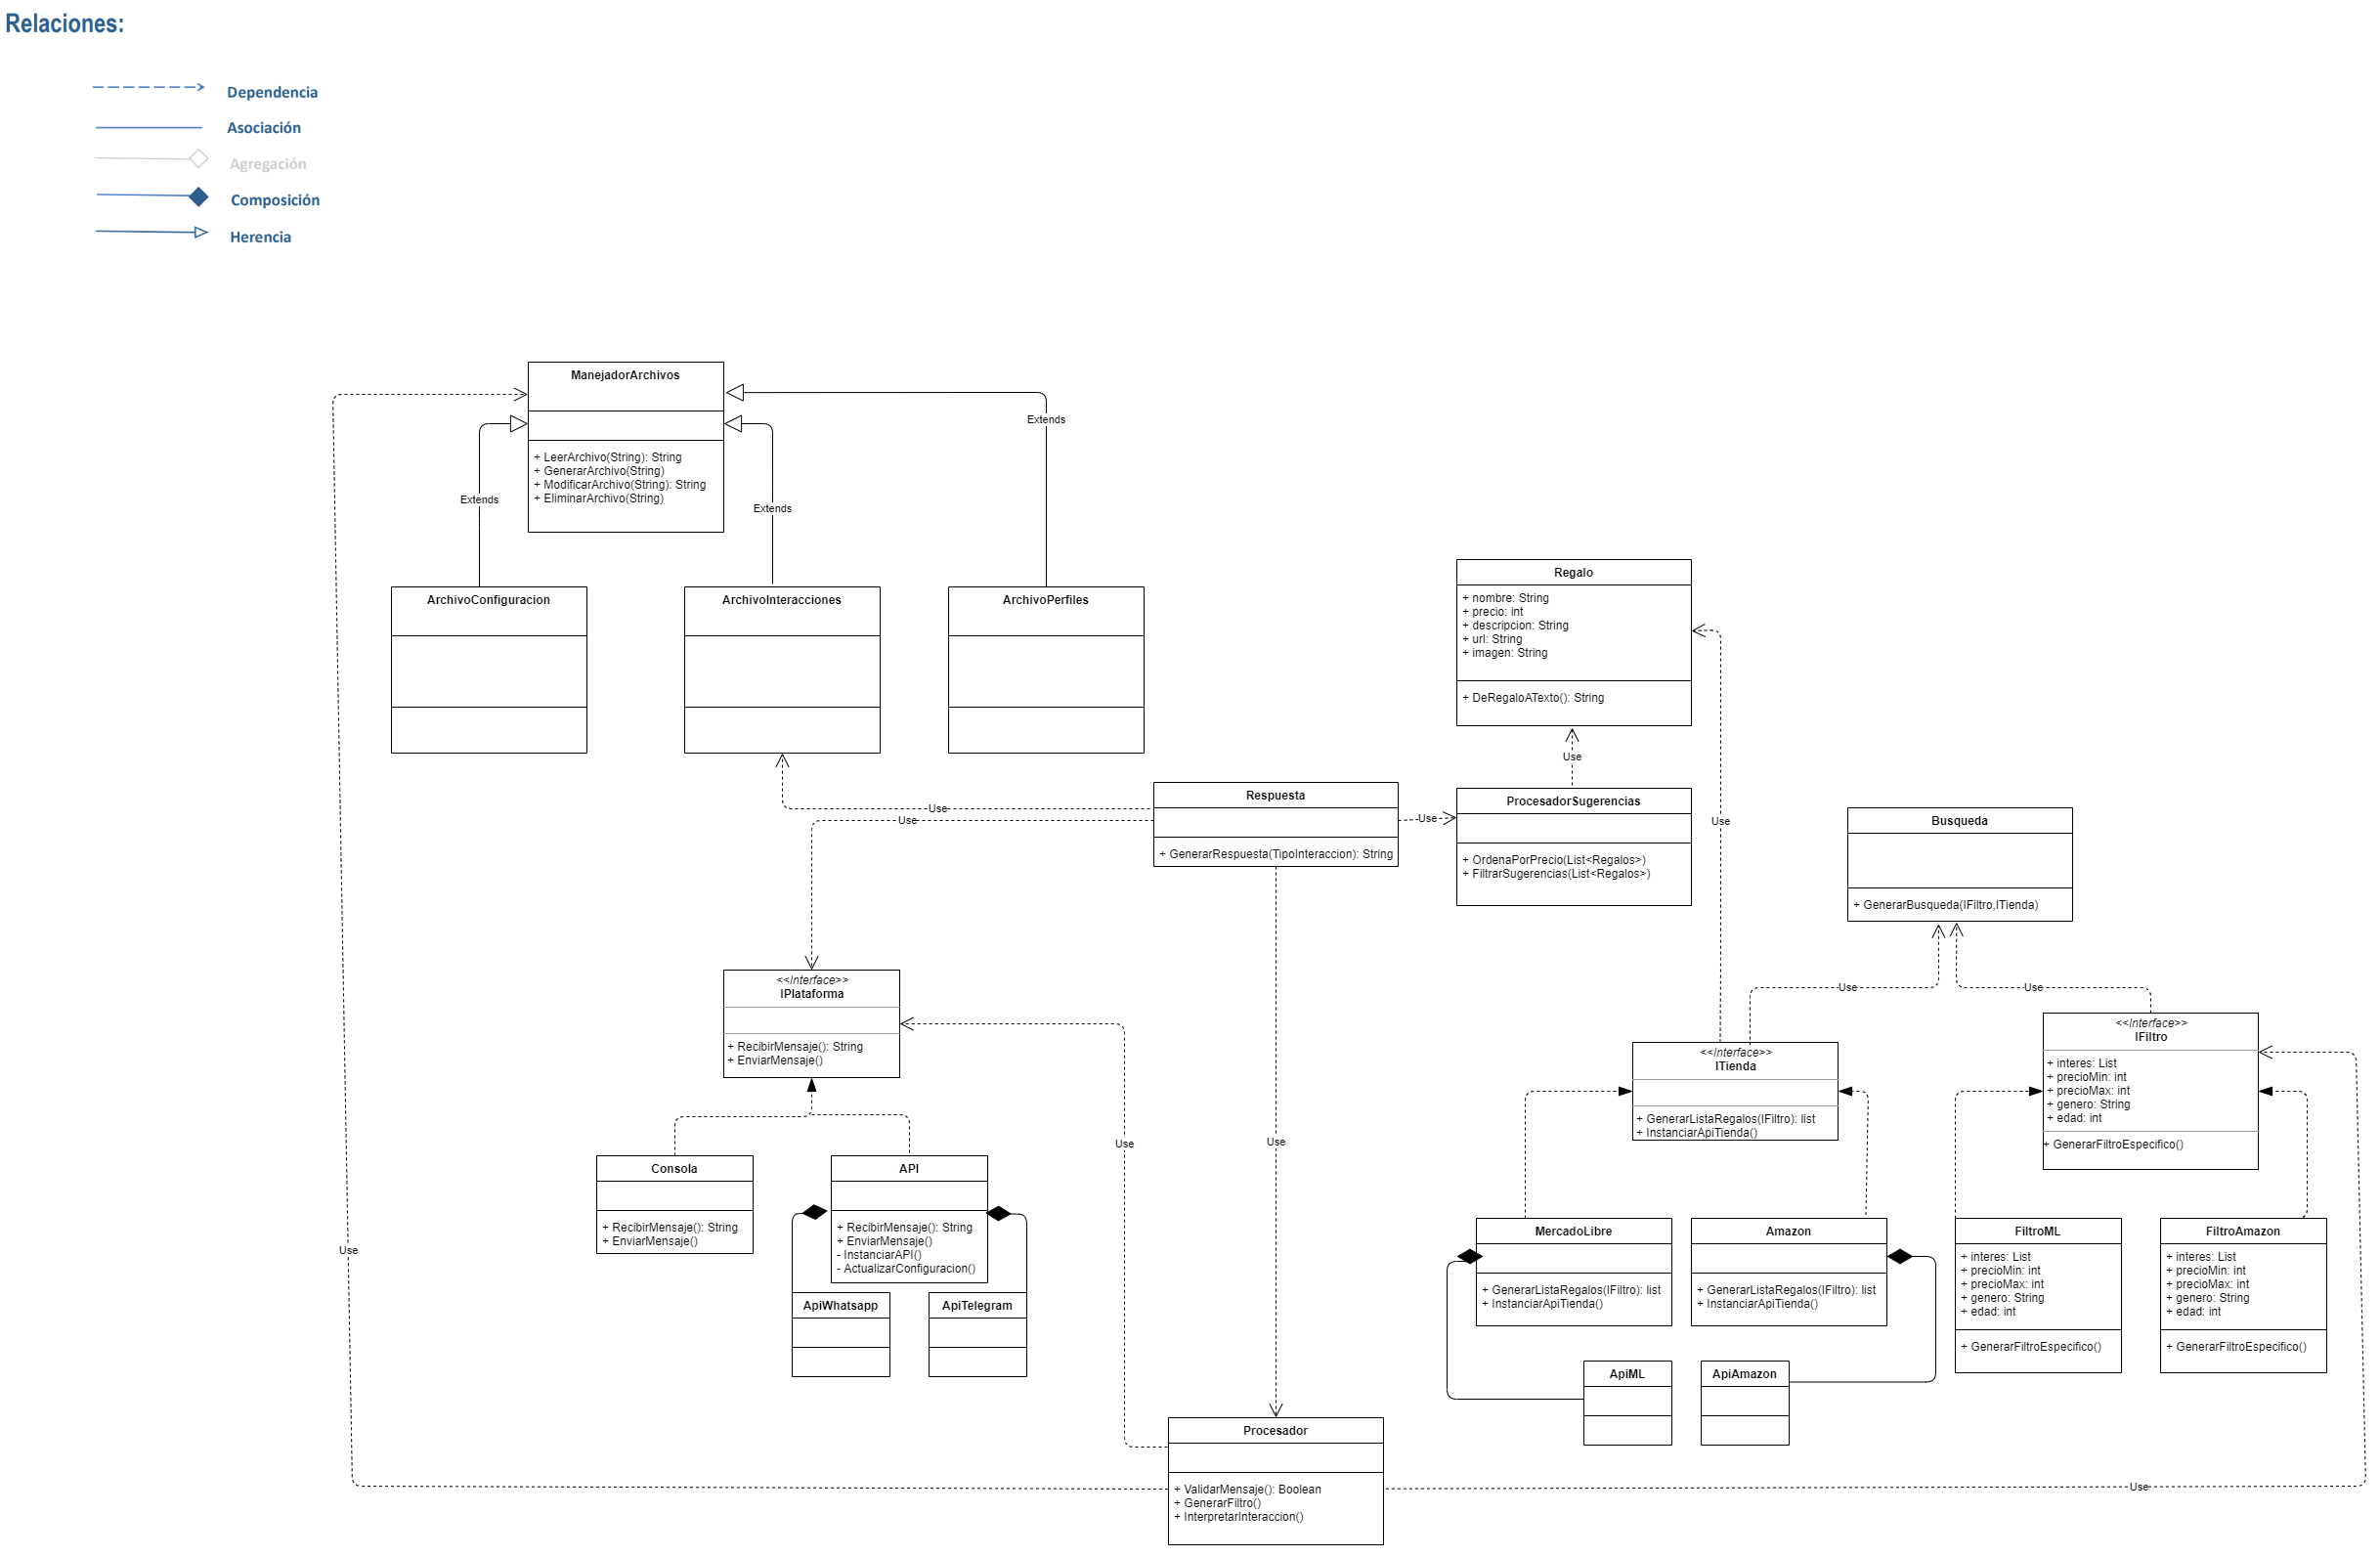 Relaciones:
Dependencia
Asociación
Agregación
Composición
Herencia
ManejadorArchivos
+ LeerArchivo(String): String
+ GenerarArchivo(String)
+ ModificarArchivo(String): String
+ EliminarArchivo(String)
Extends
Extends
Extends
ArchivoConfiguracion
ArchivoInteracciones
ArchivoPerfiles
Regalo
+ nombre: String
+ precio: int
+ descripcion: String
+ url: String
+ imagen: String
+ DeRegaloATexto(): String
Use
Respuesta
+ GenerarRespuesta(TipoInteraccion): String
Use
Use
Use
ProcesadorSugerencias
+ OrdenaPorPrecio(List<Regalos>)
+ FiltrarSugerencias(List<Regalos>)
Use
Busqueda
+ GenerarBusqueda(IFiltro,ITienda)
Use
Use
<<Interface>>
IPlataforma
+ RecibirMensaje(): String
+ EnviarMensaje()
<<Interface>>
ITienda
+ GenerarListaRegalos(IFiltro): list
+ InstanciarApiTienda()
<<Interface>>
IFiltro
+ interes: List
+ precioMin: int
+ precioMax: int
+ genero: String
+ edad: int
+ GenerarFiltroEspecifico()
Use
Use
Consola
+ RecibirMensaje(): String
+ EnviarMensaje()
API
+ RecibirMensaje(): String
+ EnviarMensaje()
- InstanciarAPI()
- ActualizarConfiguracion()
ApiWhatsapp
ApiTelegram
Use
MercadoLibre
+ GenerarListaRegalos(IFiltro): list
+ InstanciarApiTienda()
Amazon
+ GenerarListaRegalos(IFiltro): list
+ InstanciarApiTienda()
FiltroML
+ interes: List
+ precioMin: int
+ precioMax: int
+ genero: String
+ edad: int
+ GenerarFiltroEspecifico()
FiltroAmazon
+ interes: List
+ precioMin: int
+ precioMax: int
+ genero: String
+ edad: int
+ GenerarFiltroEspecifico()
ApiML
ApiAmazon
Procesador
+ ValidarMensaje(): Boolean
+ GenerarFiltro()
+ InterpretarInteraccion()
Use